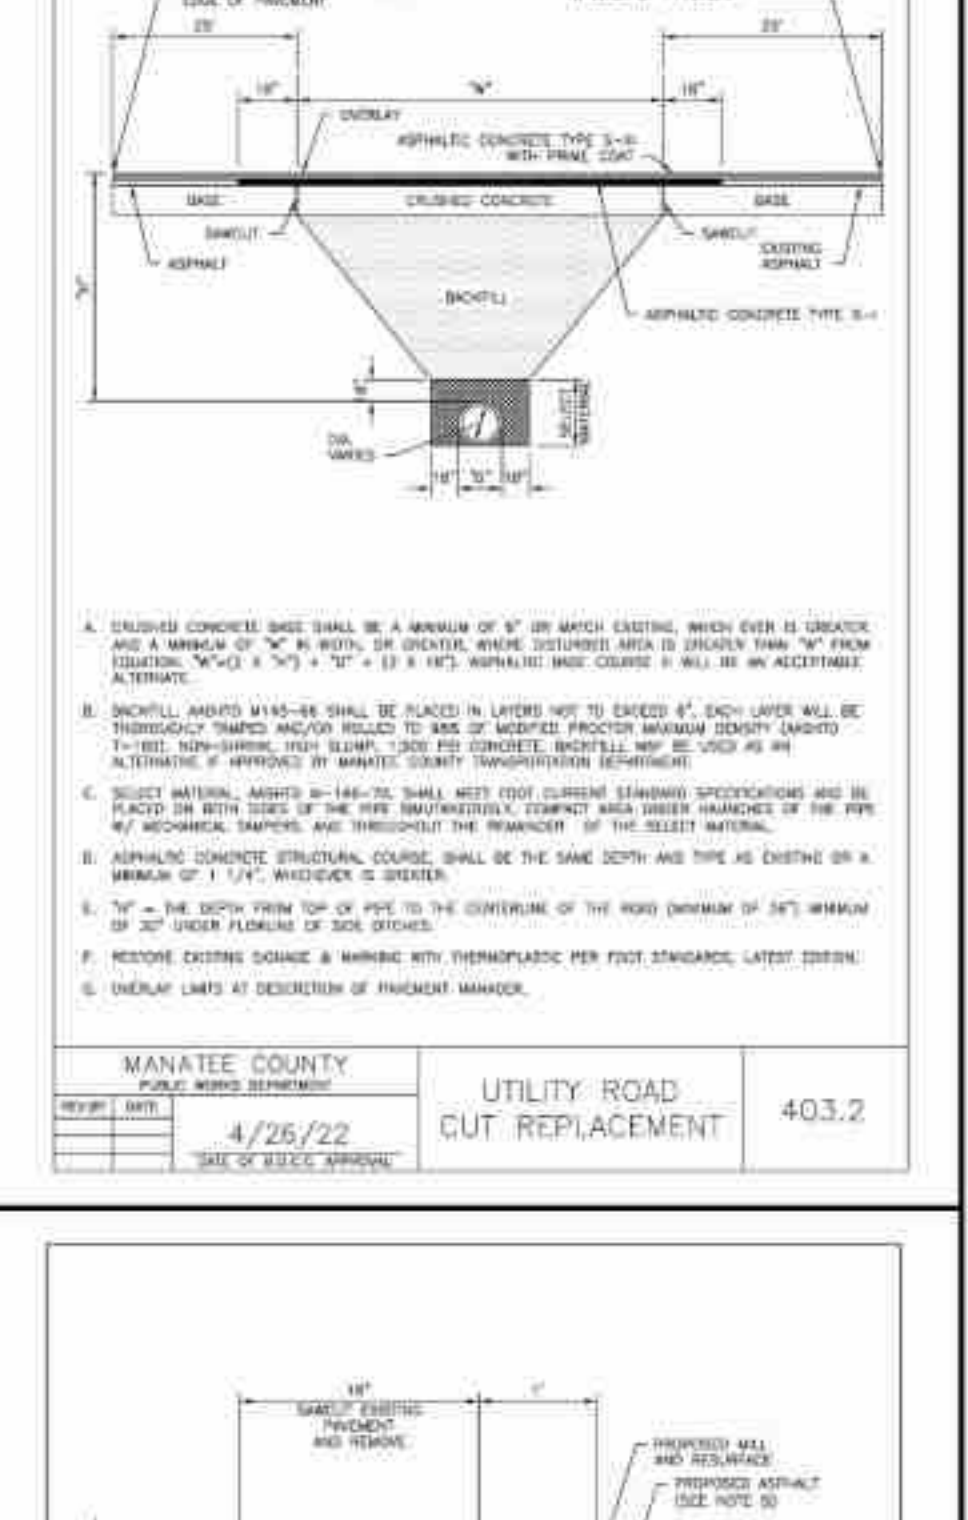 EDGE OF PAVEMENT
25' 25'
18" "W" 18"
OVERLAY
ASPHALTIC CONCRETE TYPE S-III
WITH PRIME COAT
BASE CRUSHED CONCRETE BASE
SAWCUT SAWCUT
EXISTING
ASPHALT
ASPHALT
"H"
BACKFILL
ASPHALTIC CONCRETE TYPE S-I
SELECT
MATERIAL
DIA.
VARIES
18" "D" 18"
A. CRUSHED CONCRETE BASE SHALL BE A MINIMUM OF OR MATCH EXISTING, WHICH EVER IS GREATER
AND A MINIMUM OF "W" IN WIDTH, OR GREATER, WHERE DISTURBED AREA IS GREATER THAN "W" FROM
EQUATION. "W"=(2 X "H") + "D" + (2 X 18"). ASPHALTIC BASE COURSE WILL BE AN ACCEPTABLE
ALTERNATE.
B. BACKFILL, AASHTO M145-66 SHALL BE PLACED IN LAYERS NOT TO EXCEED 6", EACH LAYER WILL BE
THOROUGHLY TAMPED AND/OR ROLLED TO 98% OF MODIFIED PROCTOR MAXIMUM DENSITY (AASHTO
T-180). NON-SHRINK, HIGH SLUMP, PSI CONCRETE, BACKFILL MAY BE USED AS AN
ALTERNATIVE IF APPROVED BY MANATEE COUNTY TRANSPORTATION DEPARTMENT.
C. SELECT MATERIAL, AASHTO SHALL MEET FDOT CURRENT STANDARD SPECIFICATIONS AND BE
PLACED ON BOTH SIDES OF THE PIPE SIMUTANEOUSLY, COMPACT AREA UNDER HAUNCHES OF THE PIPE
W/ MECHANICAL TAMPERS, AND THROUGHOUT THE REMAINDER OF THE SELECT MATERIAL.
D. ASPHALTIC CONCRETE STRUCTURAL COURSE, SHALL BE THE SAME DEPTH AND TYPE AS EXISTING OR A
MINIMUM OF 1 1/4", WHICHEVER IS GREATER.
E. "H" = THE DEPTH FROM TOP OF PIPE TO THE CENTERLINE OF THE ROAD (MINIMUM OF 36") MINIMUM
OF 30" UNDER FLOWLINE OF SIDE DITCHES.
F. RESTORE EXISTING SIGNAGE & MARKING WITH THERMOPLASTIC PER FDOT STANDARDS, LATEST EDITION.
G. OVERLAY LIMITS AT DESCRIPTION OF PAVEMENT MANAGER.
MANATEE COUNTY
PUBLIC WORKS DEPARTMENT
REV.BY DATE
4/26/22
DATE OF B.O.C.C. APPROVAL
UTILITY ROAD
CUT REPLACEMENT
403.2
18" 1'
SAWCUT EXISTING
PAVEMENT
AND REMOVE
PROPOSED MILL
AND RESURFACE
PROPOSED ASPHALT
(SEE NOTE 5)